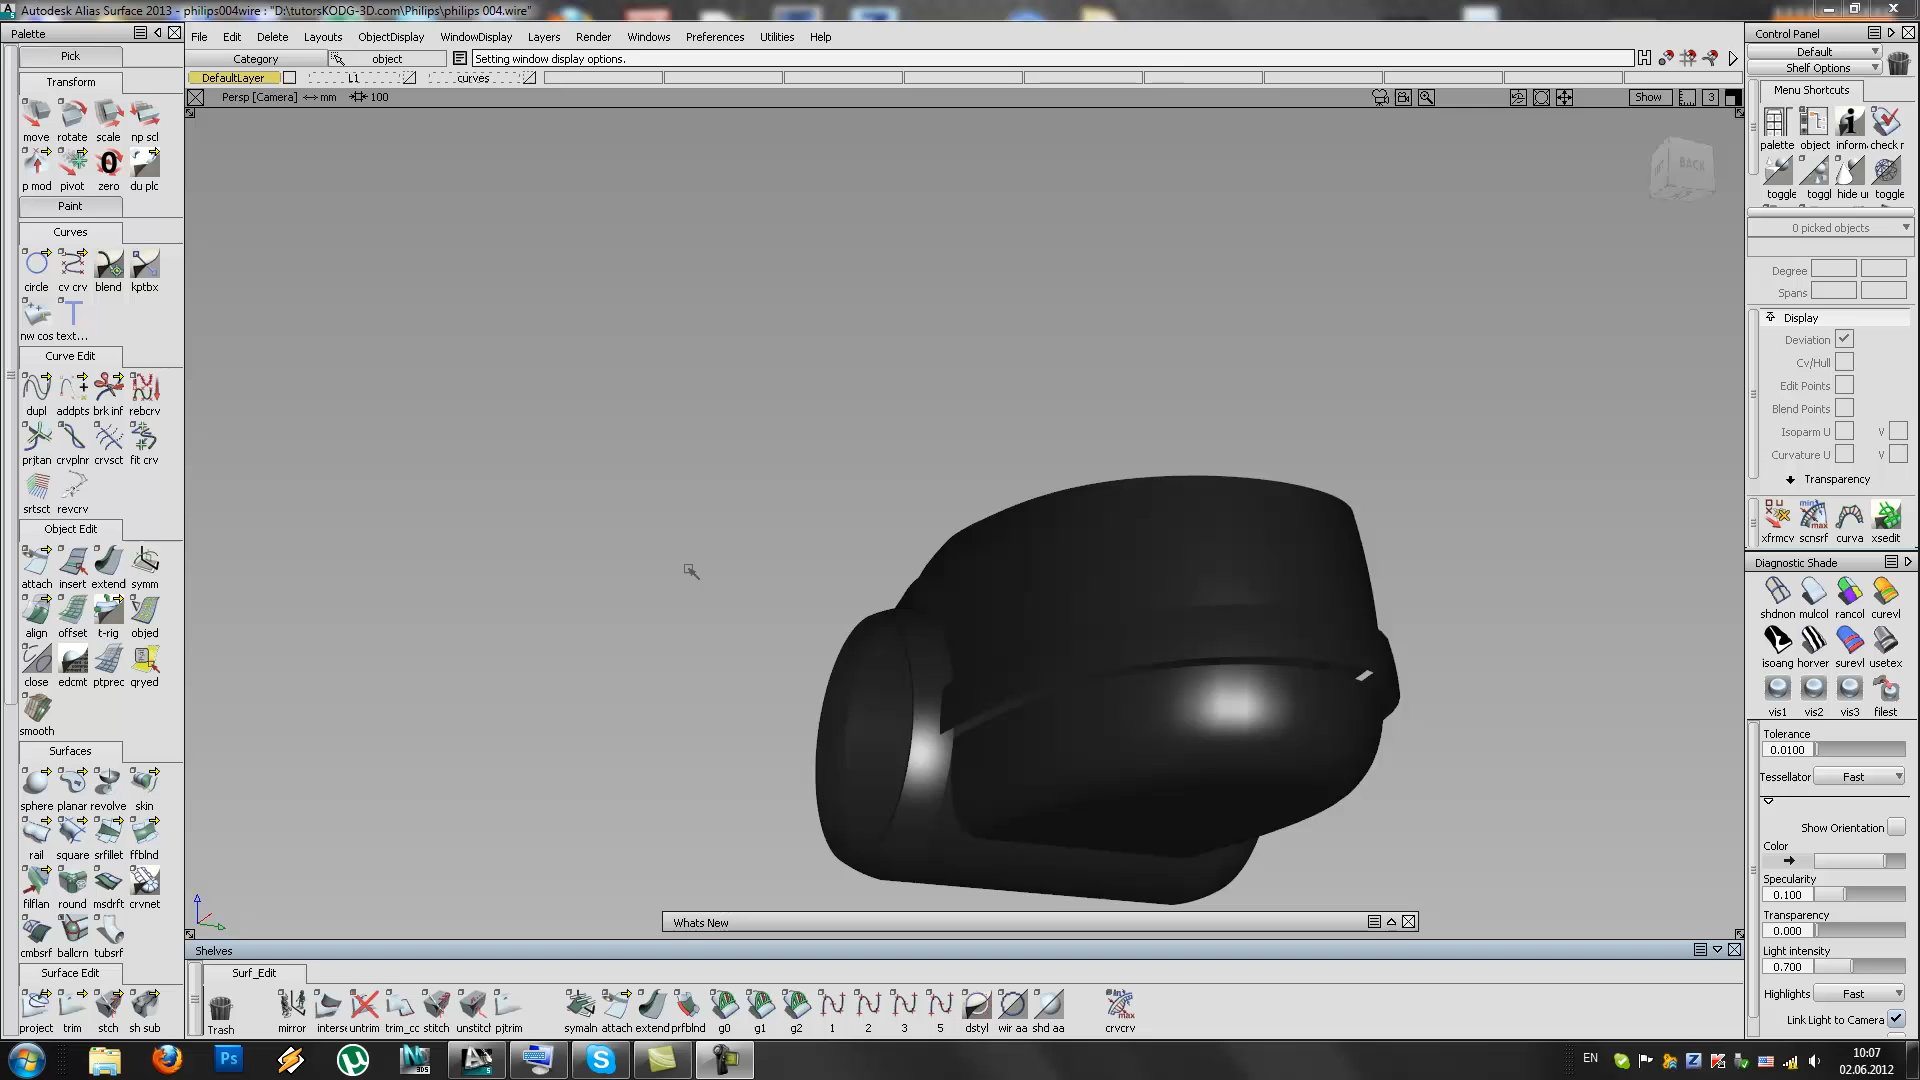 Autodesk Alias Surface 2013 - philips004wire : "D:\tutorsKODG-3D.com\Philips\philips 004.wire"
Palette
File Edit Delete Layouts ObjectDisplay WindowDisplay Layers Render Windows Preferences Utilities Help
Control Panel
Pick
Category
object
Setting window display options.
Default
Shelf Options
DefaultLayer
L1
curves
Transform
Persp [Camera] mm 100
Show
3
Menu Shortcuts
move rotate scale np scl
palette object inform check r
p mod pivot zero du plc
toggle toggl hide u toggle
Paint
BACK
Curves
0 picked objects
circle cv crv blend kptbx
Degree
Spans
nw cos text...
Display
Curve Edit
Deviation
Cv/Hull
dupl addpts brk inf rebcrv
Edit Points
Blend Points
Isoparm U V
prjtan crvplnr crvsct fit crv
Curvature U V
Transparency
srtsct revcrv
Object Edit
xfrmcv scnsrf curva xsedit
attach insert extend symm
Diagnostic Shade
align offset t-rig objed
shdnon mulcol rancol curevl
close edcmt ptprec qryed
isoang horver surevl usetex
smooth
vis1 vis2 vis3 filest
Surfaces
Tolerance
0.0100
Tessellator Fast
sphere planar revolve skin
Show Orientation
rail square srfillet ffblnd
Color
Specularity
0.100
filflan round msdrft crvnet
Transparency
0.000
Whats New
cmbsrf ballcrn tubsrf
Shelves
Light intensity
0.700
Surface Edit
Surf_Edit
Highlights Fast
project trim stch sh sub
Trash mirror interse untrim trim_cc stitch unstitcl pjtrim symaln attach extend prfblnd g0 g1 g2 1 2 3 5 dstyl wir aa shd aa crvcrv
Link Light to Camera
EN
10:07
02.06.2012